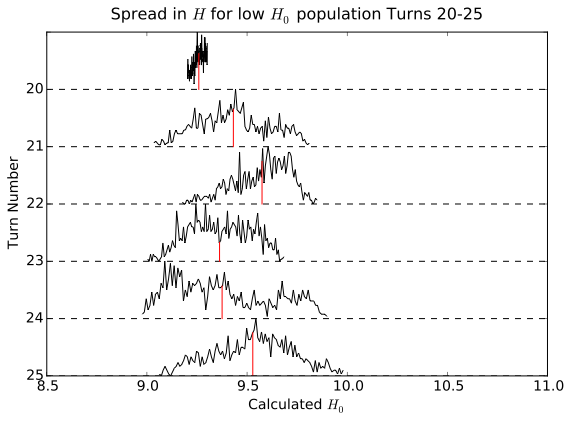 Spread in H for low H₀ population Turns 20-25
Turn Number
20
21
22
23
24
25
8.5 9.0 9.5 10.0 10.5 11.0
Calculated H₀